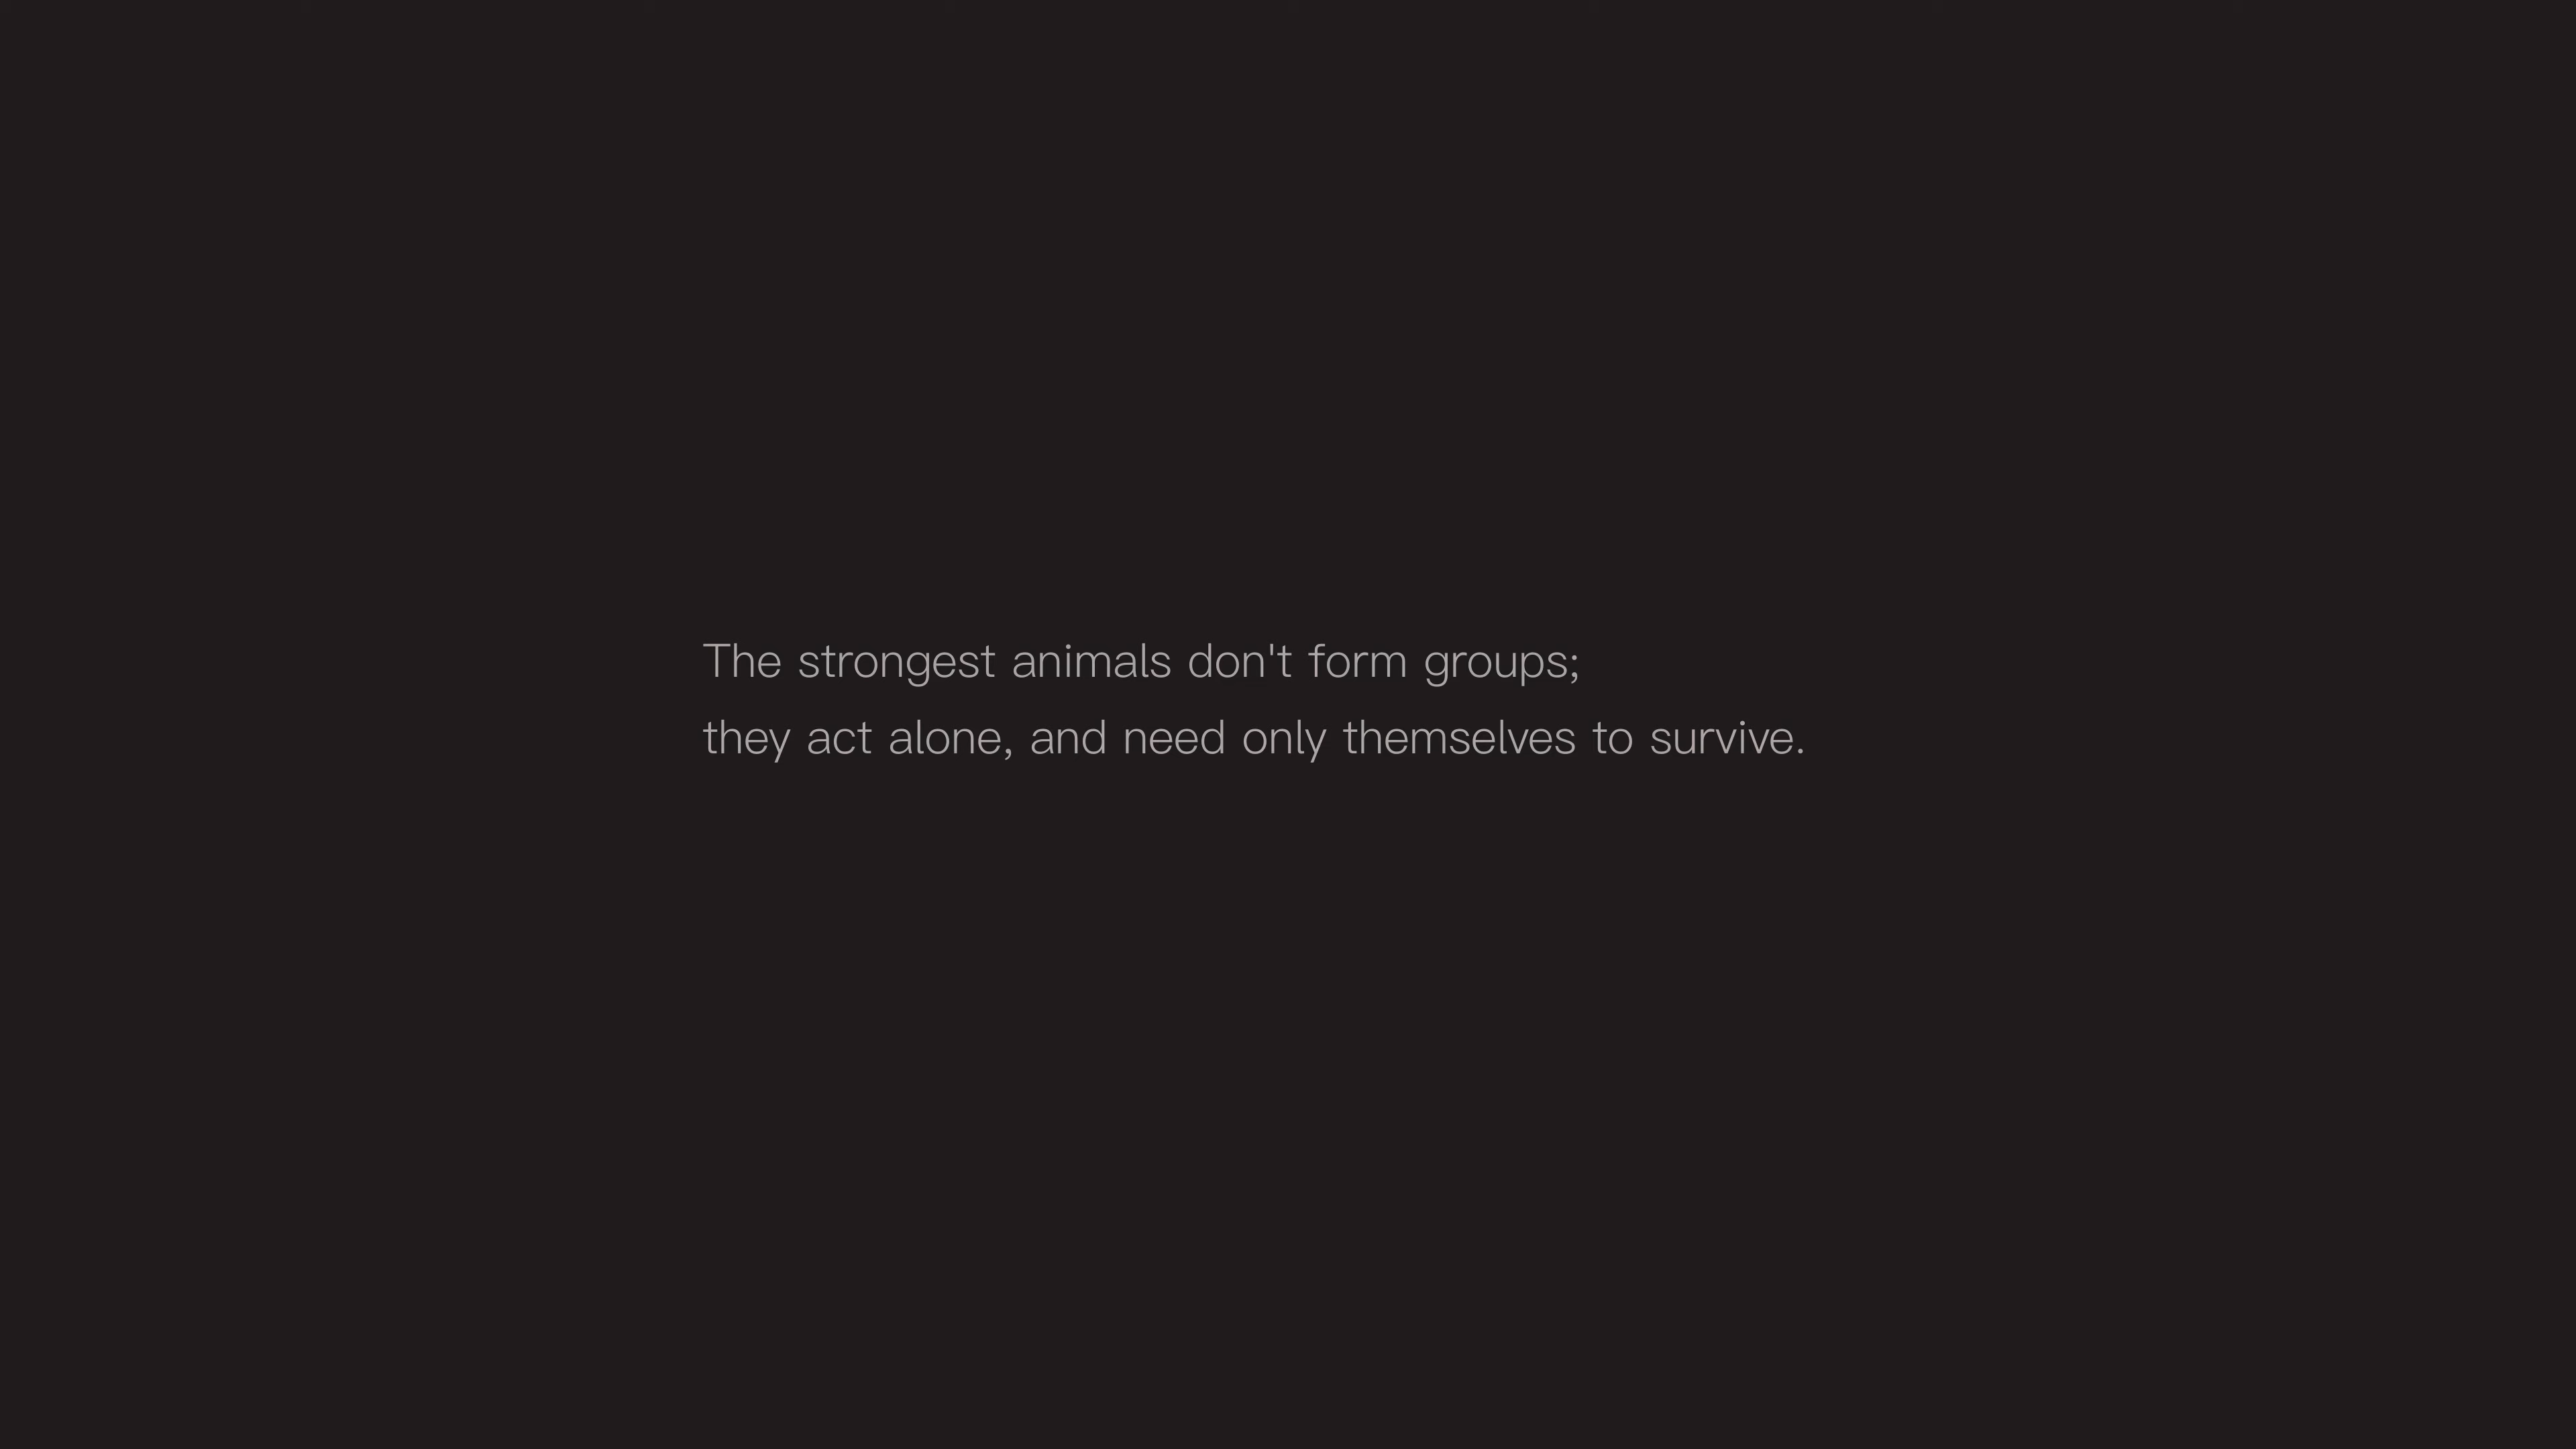 The strongest animals don't form groups;
they act alone, and need only themselves to survive.